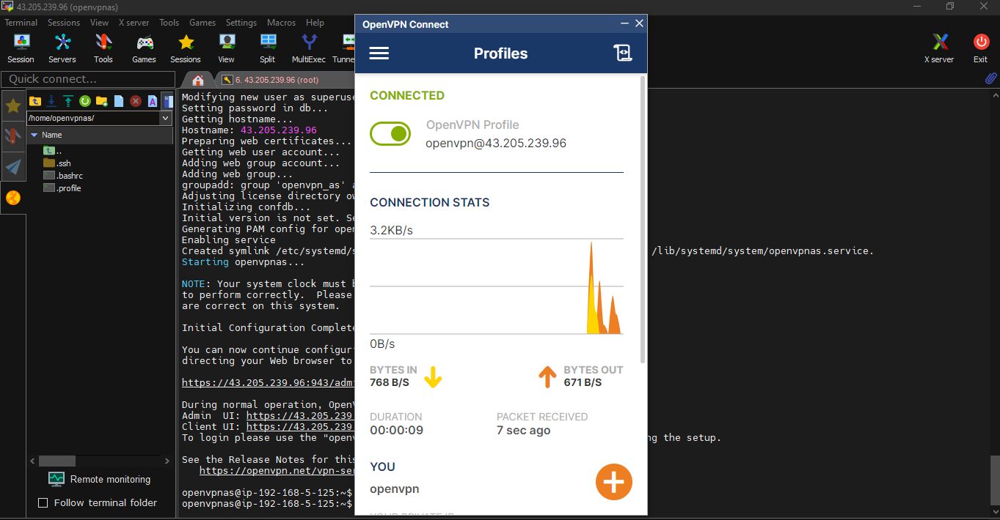 43.205.239.96 (openvpnas)
Terminal Sessions View X server Tools Games Settings Macros Help
Session Servers Tools Games Sessions View Split MultiExec Tunne X server Exit
Quick connect...
6. 43.205.239.96 (root)
/home/openvpnas/
Name
..
.ssh
.bashrc
.profile
Remote monitoring
Follow terminal folder
Modifying new user as superuse
Setting password in db...
Getting hostname...
Hostname: 43.205.239.96
Preparing web certificates...
Getting web user account...
Adding web group account...
Adding web group...
groupadd: group 'openvpn_as' a
Adjusting license directory ow
Initializing confdb...
Initial version is not set. Se
Generating PAM config for open
Enabling service
Created symlink /etc/systemd/s /lib/systemd/system/openvpnas.service.
Starting openvpnas...
NOTE: Your system clock must b
to perform correctly. Please
are correct on this system.
Initial Configuration Complete
You can now continue configuri
directing your Web browser to
https://43.205.239.96:943/adm
During normal operation, OpenV
Admin UI: https://43.205.239
Client UI: https://43.205.239
To login please use the "openv ng the setup.
See the Release Notes for this
https://openvpn.net/vpn-ser
openvpnas@ip-192-168-5-125:~$
openvpnas@ip-192-168-5-125:~$
OpenVPN Connect
Profiles
CONNECTED
OpenVPN Profile
openvpn@43.205.239.96
CONNECTION STATS
3.2KB/s
0B/s
BYTES IN
768 B/S
BYTES OUT
671 B/S
DURATION
00:00:09
PACKET RECEIVED
7 sec ago
YOU
openvpn
YOUR PRIVATE IP